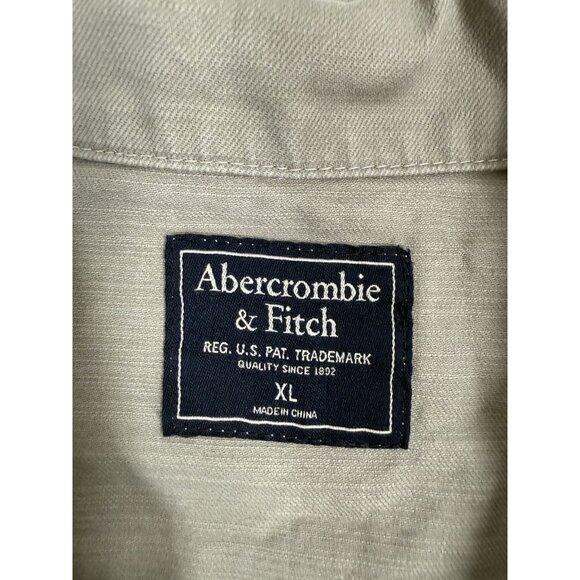 Abercrombie
& Fitch
REG. U.S. PAT. TRADEMARK
QUALITY SINCE 1892
XL
MADE IN CHINA